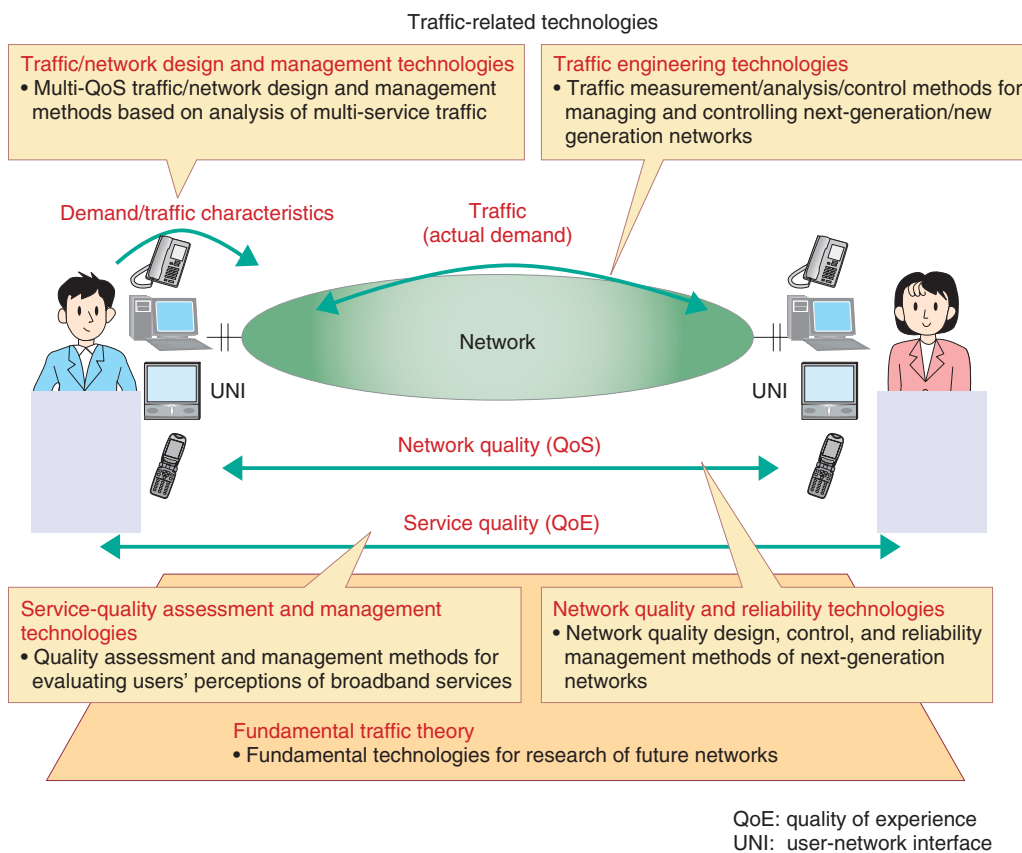 Traffic-related technologies
Traffic/network design and management technologies
• Multi-QoS traffic/network design and management
methods based on analysis of multi-service traffic
Traffic engineering technologies
• Traffic measurement/analysis/control methods for
managing and controlling next-generation/new
generation networks
Demand/traffic characteristics
Traffic
(actual demand)
Network
UNI
UNI
Network quality (QoS)
Service quality (QoE)
Service-quality assessment and management
technologies
• Quality assessment and management methods for
evaluating users' perceptions of broadband services
Network quality and reliability technologies
• Network quality design, control, and reliability
management methods of next-generation
networks
Fundamental traffic theory
• Fundamental technologies for research of future networks
QoE: quality of experience
UNI: user-network interface